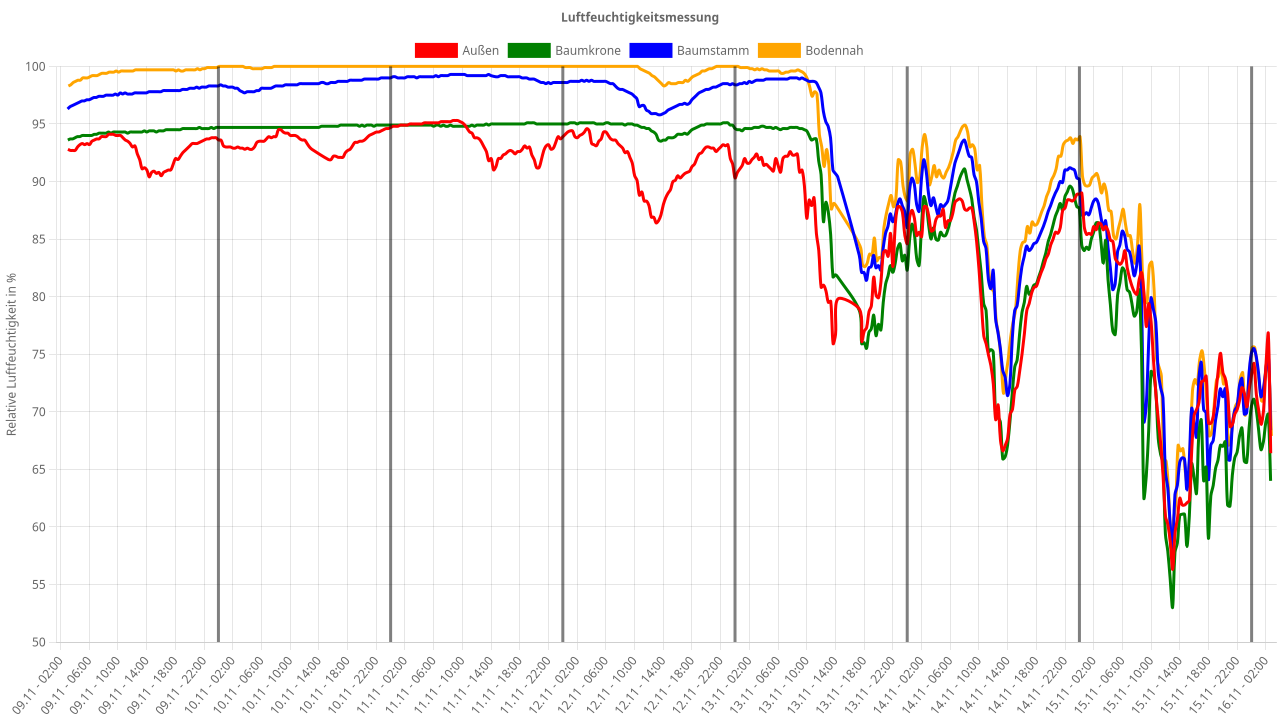 Luftfeuchtigkeitsmessung
Außen Baumkrone Baumstamm Bodennah
Relative Luftfeuchtigkeit in %
100
95
90
85
80
75
70
65
60
55
50
09.11 - 02:00
09.11 - 06:00
09.11 - 10:00
09.11 - 14:00
09.11 - 18:00
09.11 - 22:00
10.11 - 02:00
10.11 - 06:00
10.11 - 10:00
10.11 - 14:00
10.11 - 18:00
10.11 - 22:00
11.11 - 02:00
11.11 - 06:00
11.11 - 10:00
11.11 - 14:00
11.11 - 18:00
11.11 - 22:00
12.11 - 02:00
12.11 - 06:00
12.11 - 10:00
12.11 - 14:00
12.11 - 18:00
12.11 - 22:00
13.11 - 02:00
13.11 - 06:00
13.11 - 10:00
13.11 - 14:00
13.11 - 18:00
13.11 - 22:00
14.11 - 02:00
14.11 - 06:00
14.11 - 10:00
14.11 - 14:00
14.11 - 18:00
14.11 - 22:00
15.11 - 02:00
15.11 - 06:00
15.11 - 10:00
15.11 - 14:00
15.11 - 18:00
15.11 - 22:00
16.11 - 02:00